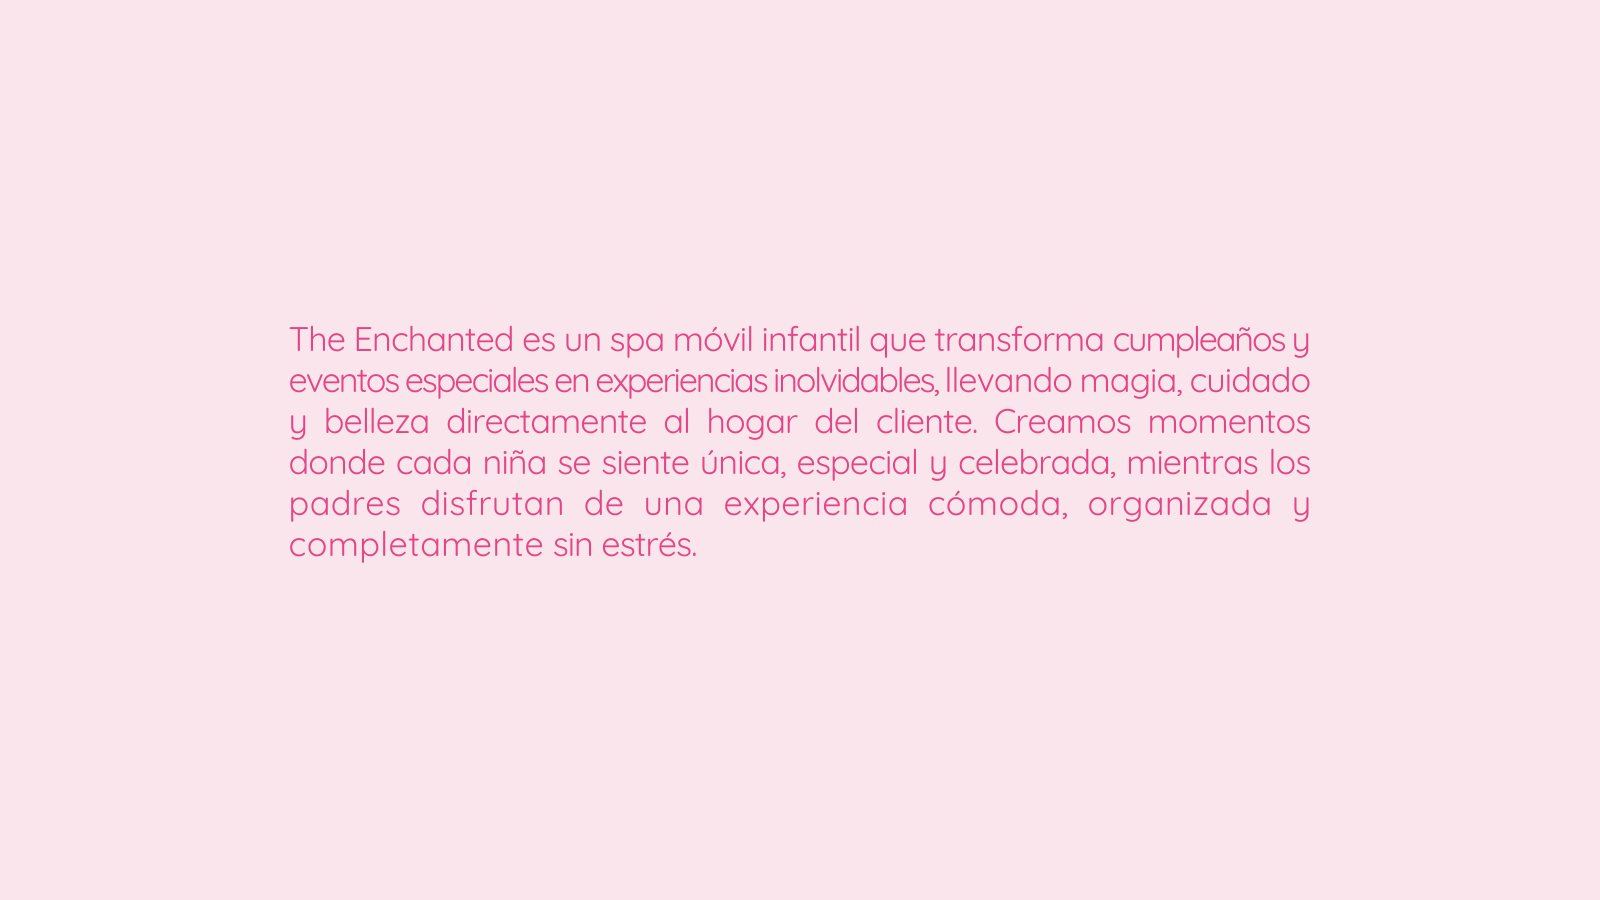 The Enchanted es un spa móvil infantil que transforma cumpleaños y
eventos especiales en experiencias inolvidables, llevando magia, cuidado
y belleza directamente al hogar del cliente. Creamos momentos
donde cada niña se siente única, especial y celebrada, mientras los
padres disfrutan de una experiencia cómoda, organizada y
completamente sin estrés.